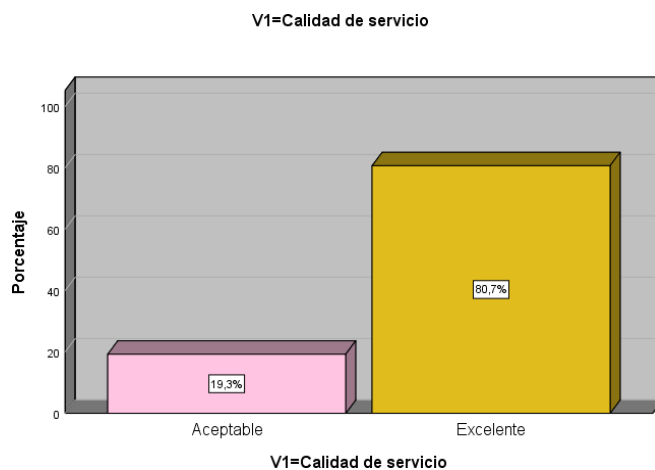 V1=Calidad de servicio
Porcentaje
100
80
60
40
20
0
80,7%
19,3%
Aceptable
Excelente
V1=Calidad de servicio